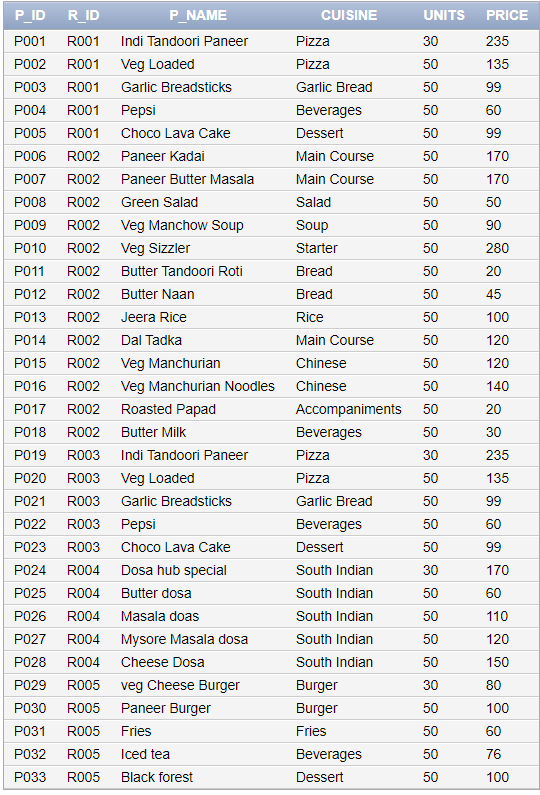 P_ID R_ID P_NAME CUISINE UNITS PRICE
P001 R001 Indi Tandoori Paneer Pizza 30 235
P002 R001 Veg Loaded Pizza 50 135
P003 R001 Garlic Breadsticks Garlic Bread 50 99
P004 R001 Pepsi Beverages 50 60
P005 R001 Choco Lava Cake Dessert 50 99
P006 R002 Paneer Kadai Main Course 50 170
P007 R002 Paneer Butter Masala Main Course 50 170
P008 R002 Green Salad Salad 50 50
P009 R002 Veg Manchow Soup Soup 50 90
P010 R002 Veg Sizzler Starter 50 280
P011 R002 Butter Tandoori Roti Bread 50 20
P012 R002 Butter Naan Bread 50 45
P013 R002 Jeera Rice Rice 50 100
P014 R002 Dal Tadka Main Course 50 120
P015 R002 Veg Manchurian Chinese 50 120
P016 R002 Veg Manchurian Noodles Chinese 50 140
P017 R002 Roasted Papad Accompaniments 50 20
P018 R002 Butter Milk Beverages 50 30
P019 R003 Indi Tandoori Paneer Pizza 30 235
P020 R003 Veg Loaded Pizza 50 135
P021 R003 Garlic Breadsticks Garlic Bread 50 99
P022 R003 Pepsi Beverages 50 60
P023 R003 Choco Lava Cake Dessert 50 99
P024 R004 Dosa hub special South Indian 30 170
P025 R004 Butter dosa South Indian 50 60
P026 R004 Masala doas South Indian 50 110
P027 R004 Mysore Masala dosa South Indian 50 120
P028 R004 Cheese Dosa South Indian 50 150
P029 R005 veg Cheese Burger Burger 30 80
P030 R005 Paneer Burger Burger 50 100
P031 R005 Fries Fries 50 60
P032 R005 Iced tea Beverages 50 76
P033 R005 Black forest Dessert 50 100